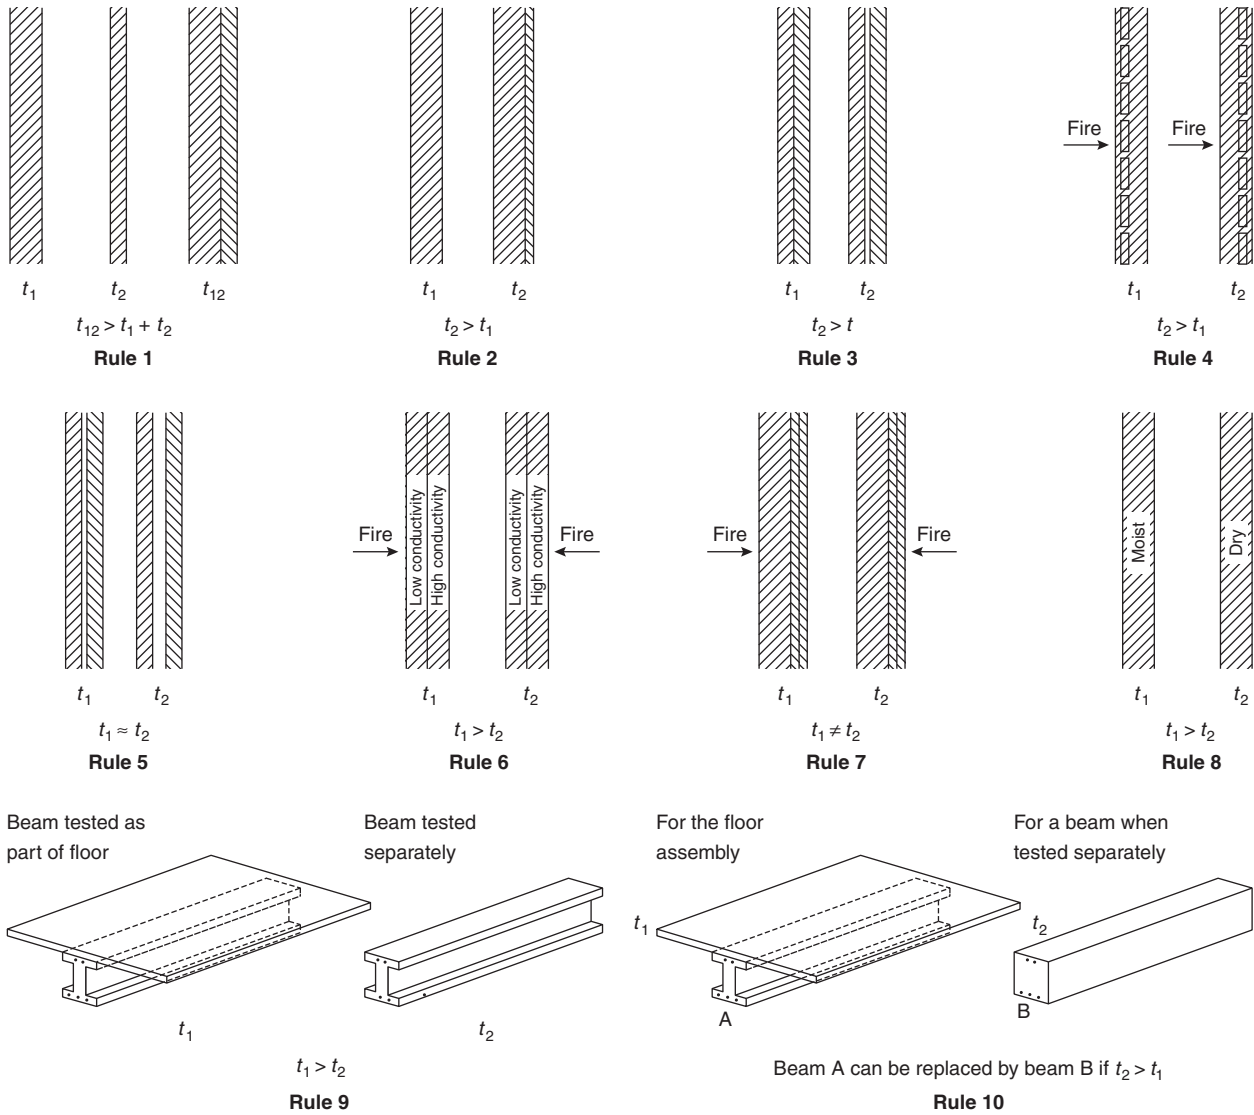 t1 t2 t12
t12 > t1 + t2
Rule 1
t1 t2
t2 > t1
Rule 2
t1 t2
t2 > t
Rule 3
Fire Fire
t1 t2
t2 > t1
Rule 4
t1 t2
t1 ≈ t2
Rule 5
Fire Low conductivity High conductivity Low conductivity High conductivity Fire
t1 t2
t1 > t2
Rule 6
Fire Fire
t1 t2
t1 ≠ t2
Rule 7
Moist Dry
t1 t2
t1 > t2
Rule 8
Beam tested as
part of floor
t1
Beam tested
separately
t2
t1 > t2
Rule 9
For the floor
assembly
t1
A
For a beam when
tested separately
t2
B
Beam A can be replaced by beam B if t2 > t1
Rule 10